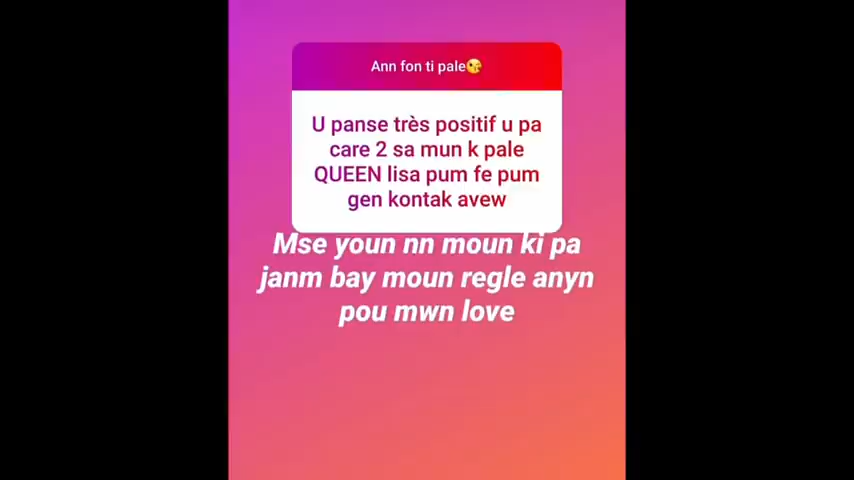 Ann fon ti pale😘
U panse très positif u pa
care 2 sa mun k pale
QUEEN lisa pum fe pum
gen kontak avew
Mse youn nn moun ki pa
janm bay moun regle anyn
pou mwn love